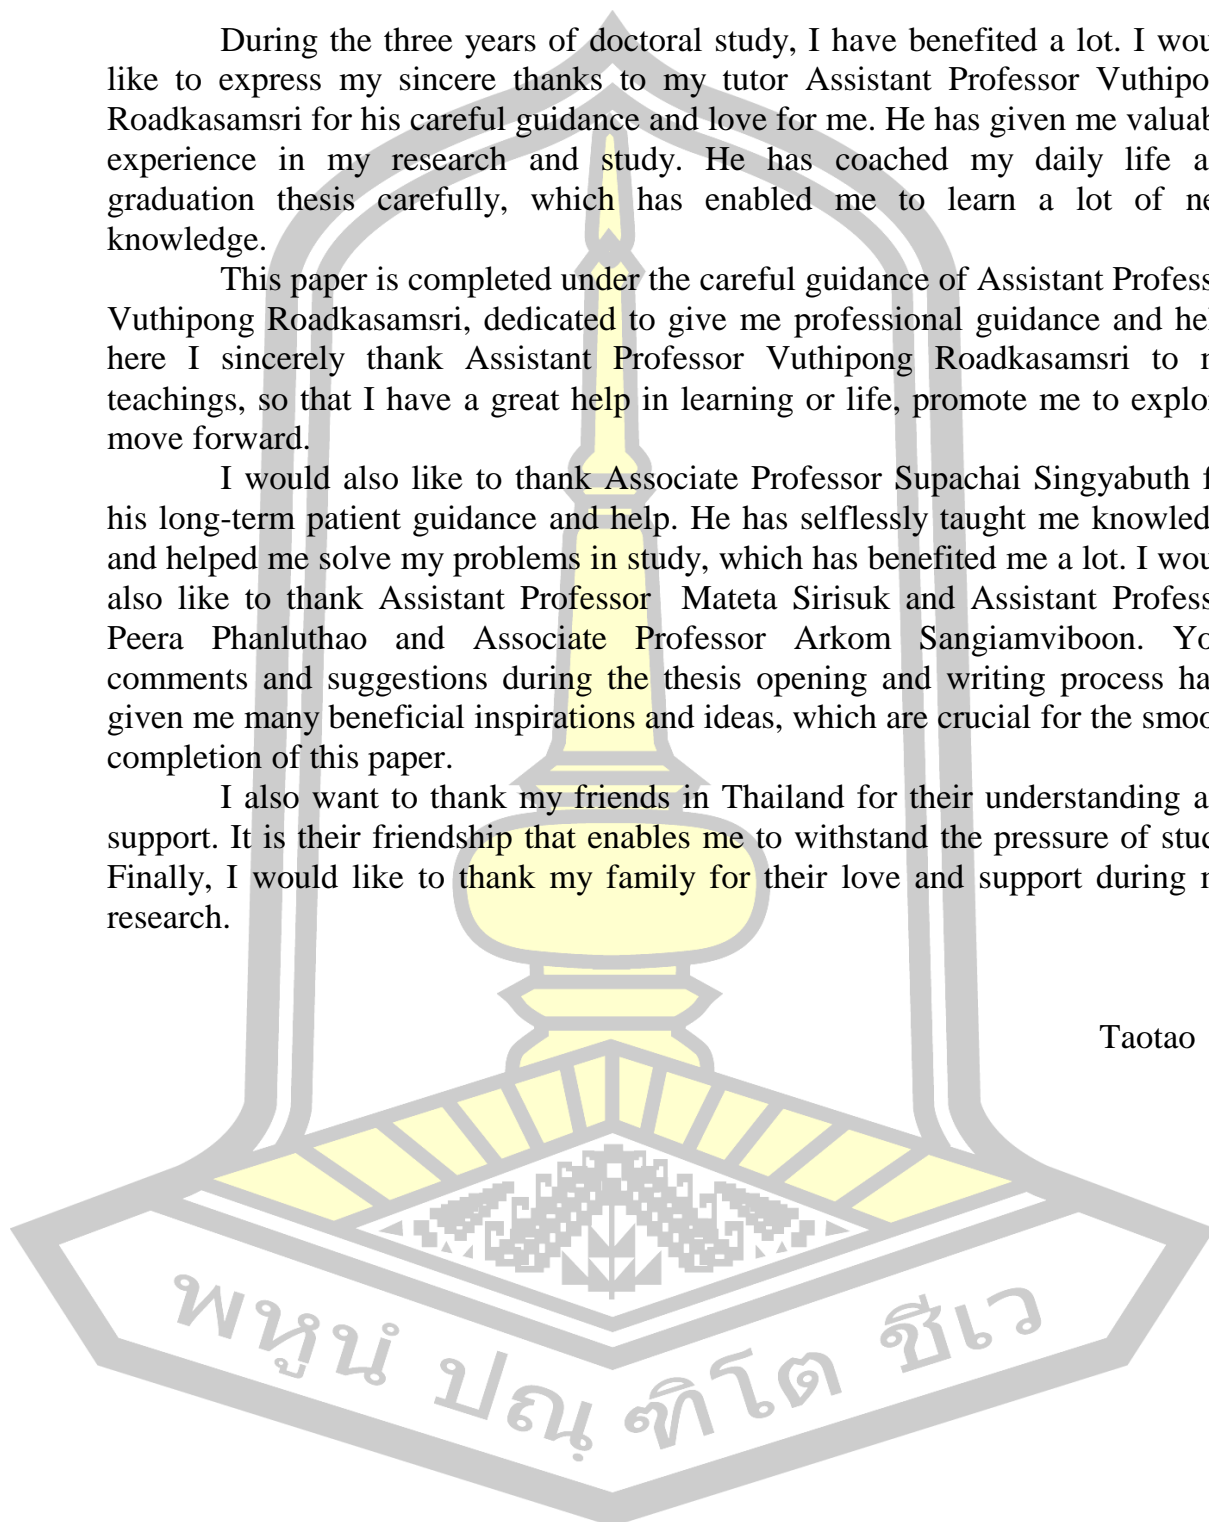 During the three years of doctoral study, I have benefited a lot. I wou
like to express my sincere thanks to my tutor Assistant Professor Vuthipo
Roadkasamsri for his careful guidance and love for me. He has given me valuab
experience in my research and study. He has coached my daily life a
graduation thesis carefully, which has enabled me to learn a lot of ne
knowledge.
This paper is completed under the careful guidance of Assistant Profess
Vuthipong Roadkasamsri, dedicated to give me professional guidance and hel
here I sincerely thank Assistant Professor Vuthipong Roadkasamsri to m
teachings, so that I have a great help in learning or life, promote me to explor
move forward.
I would also like to thank Associate Professor Supachai Singyabuth f
his long-term patient guidance and help. He has selflessly taught me knowled
and helped me solve my problems in study, which has benefited me a lot. I wou
also like to thank Assistant Professor Mateta Sirisuk and Assistant Profess
Peera Phanluthao and Associate Professor Arkom Sangiamviboon. Yo
comments and suggestions during the thesis opening and writing process ha
given me many beneficial inspirations and ideas, which are crucial for the smoo
completion of this paper.
I also want to thank my friends in Thailand for their understanding a
support. It is their friendship that enables me to withstand the pressure of stud
Finally, I would like to thank my family for their love and support during m
research.
Taotao
พหูนํ ปณฺฑิโต ชีเว